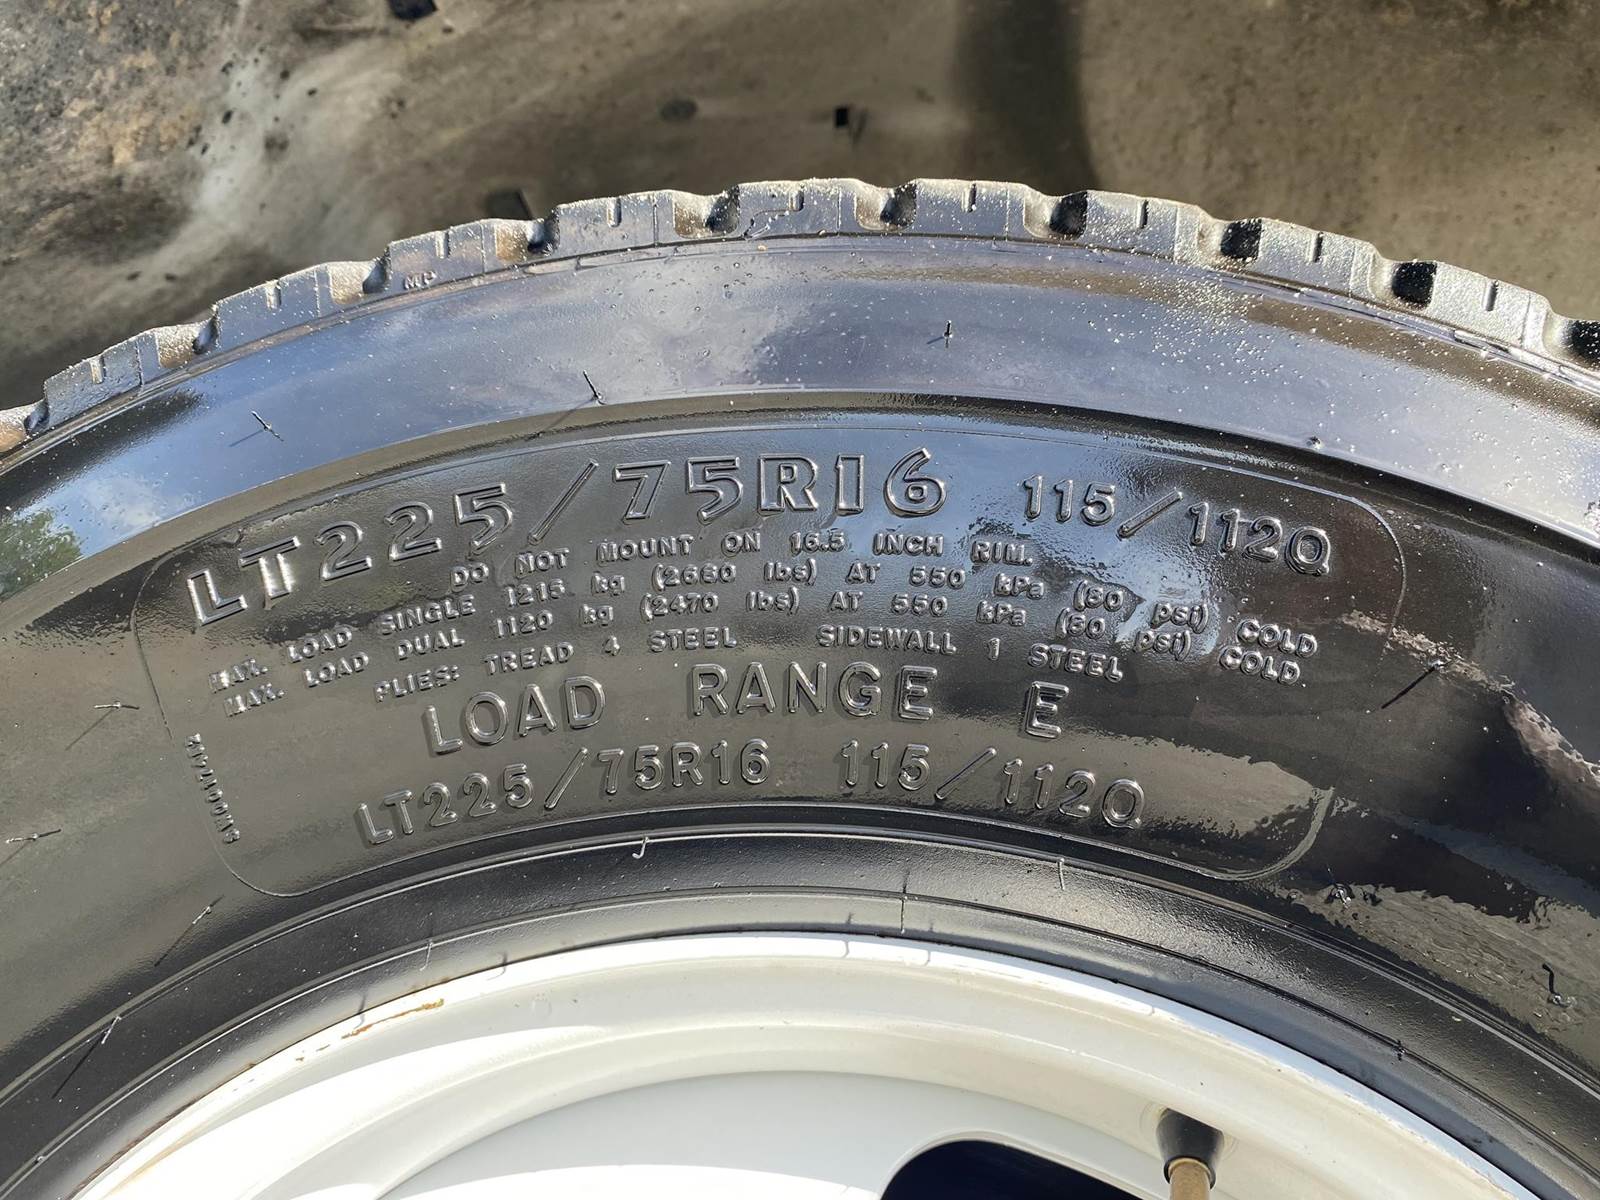 LT225/75R16 115/112Q
DO NOT MOUNT ON 16.5 INCH RIM.
MAX. LOAD SINGLE 1215 kg (2680 lbs) AT 550 kPa (80 psi) COLD
MAX. LOAD DUAL 1120 kg (2470 lbs) AT 550 kPa (80 psi) COLD
PLIES: TREAD 4 STEEL SIDEWALL 1 STEEL
LOAD RANGE E
LT225/75R16 115/112Q